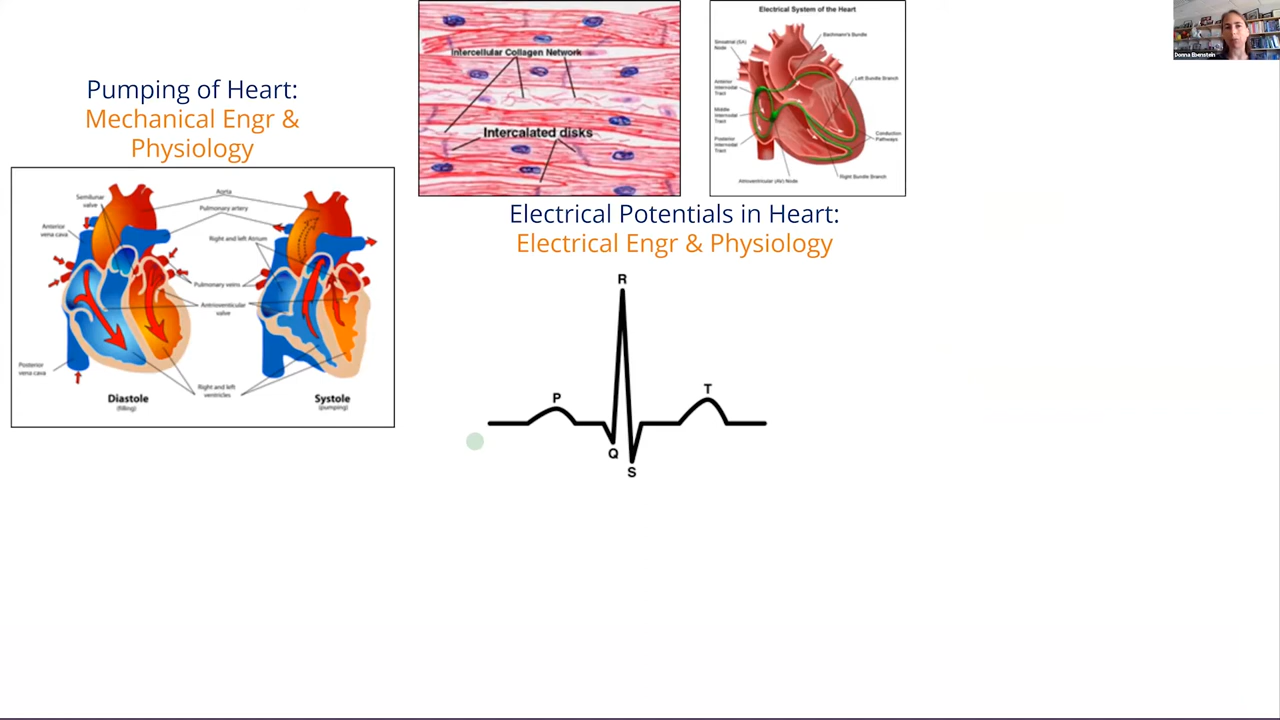 Pumping of Heart:
Mechanical Engr &
Physiology
Semilunar
valve
Aorta
Pulmonary artery
Anterior
vena cava
Right and left Atrium
Pulmonary veins
Antrioventicular
valve
Posterior
vena cava
Right and left
ventricles
Diastole
(filling)
Systole
(pumping)
Intercellular Collagen Network
Intercalated disks
Electrical System of the Heart
Sinoatrial (SA)
Node
Bachmann's Bundle
Anterior
Internodal
Tract
Left Bundle Branch
Middle
Internodal
Tract
Posterior
Internodal
Tract
Conduction
Pathways
Right Bundle Branch
Atrioventricular (AV) Node
Electrical Potentials in Heart:
Electrical Engr & Physiology
R
P
T
Q
S
Donna Ebenstein